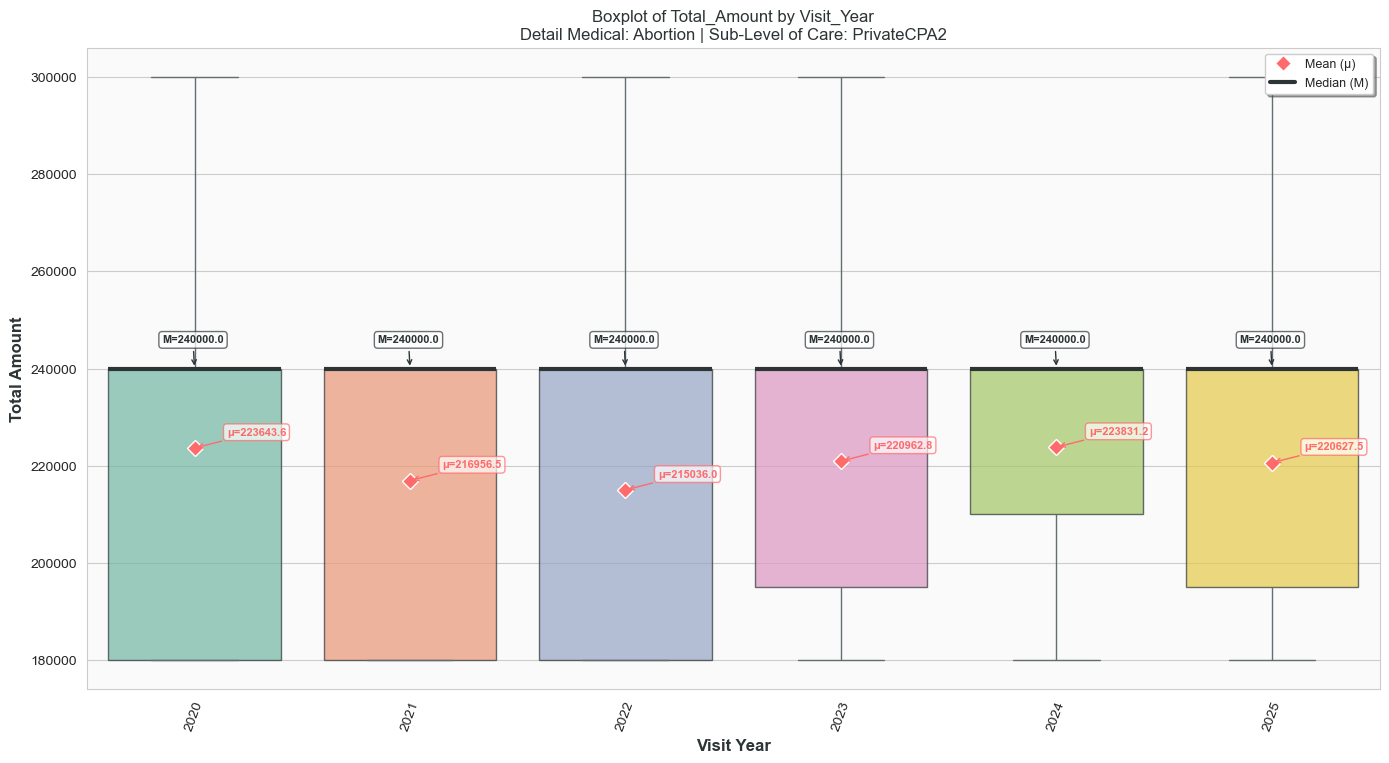 Boxplot of Total_Amount by Visit_Year
Detail Medical: Abortion | Sub-Level of Care: PrivateCPA2
Mean (μ)
Median (M)
Total Amount
300000
280000
260000
240000
220000
200000
180000
M=240000.0
M=240000.0
M=240000.0
M=240000.0
M=240000.0
M=240000.0
μ=223643.6
μ=216956.5
μ=215036.0
μ=220962.8
μ=223831.2
μ=220627.5
2020
2021
2022
2023
2024
2025
Visit Year